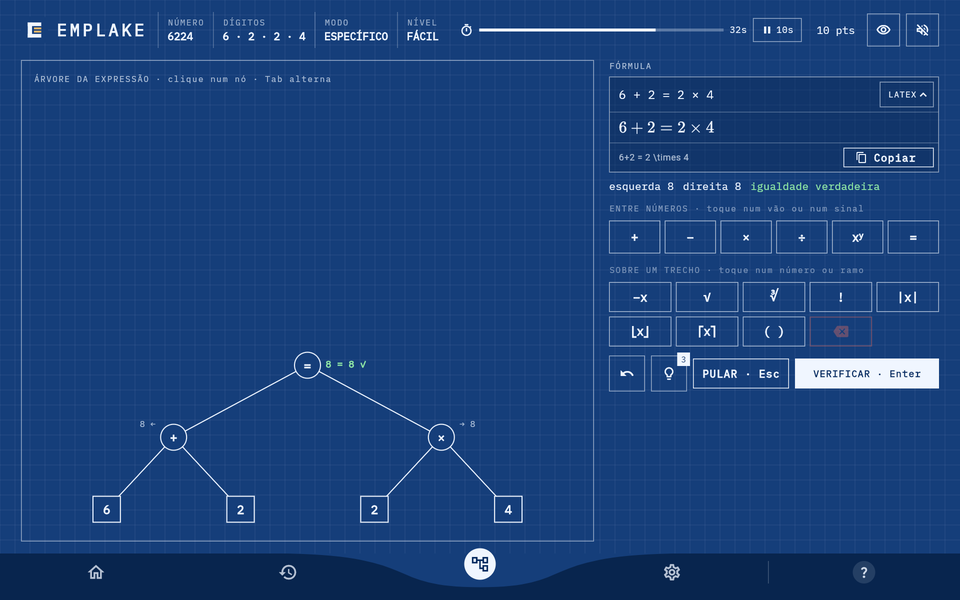 EMPLAKE
NÚMERO
6224
DÍGITOS
6 · 2 · 2 · 4
MODO
ESPECÍFICO
NÍVEL
FÁCIL
32s
10s
10 pts
ÁRVORE DA EXPRESSÃO · clique num nó · Tab alterna
= 8 = 8 √
8 ← +
× → 8
6 2 2 4
FÓRMULA
6 + 2 = 2 × 4
LATEX
6 + 2 = 2 × 4
6+2 = 2 \times 4
Copiar
esquerda 8 direita 8 igualdade verdadeira
ENTRE NÚMEROS · toque num vão ou num sinal
+ − × ÷ xʸ =
SOBRE UM TRECHO · toque num número ou ramo
−x √ ∛ ! |x|
⌊x⌋ ⌈x⌉ ( )
3
PULAR · Esc
VERIFICAR · Enter
?